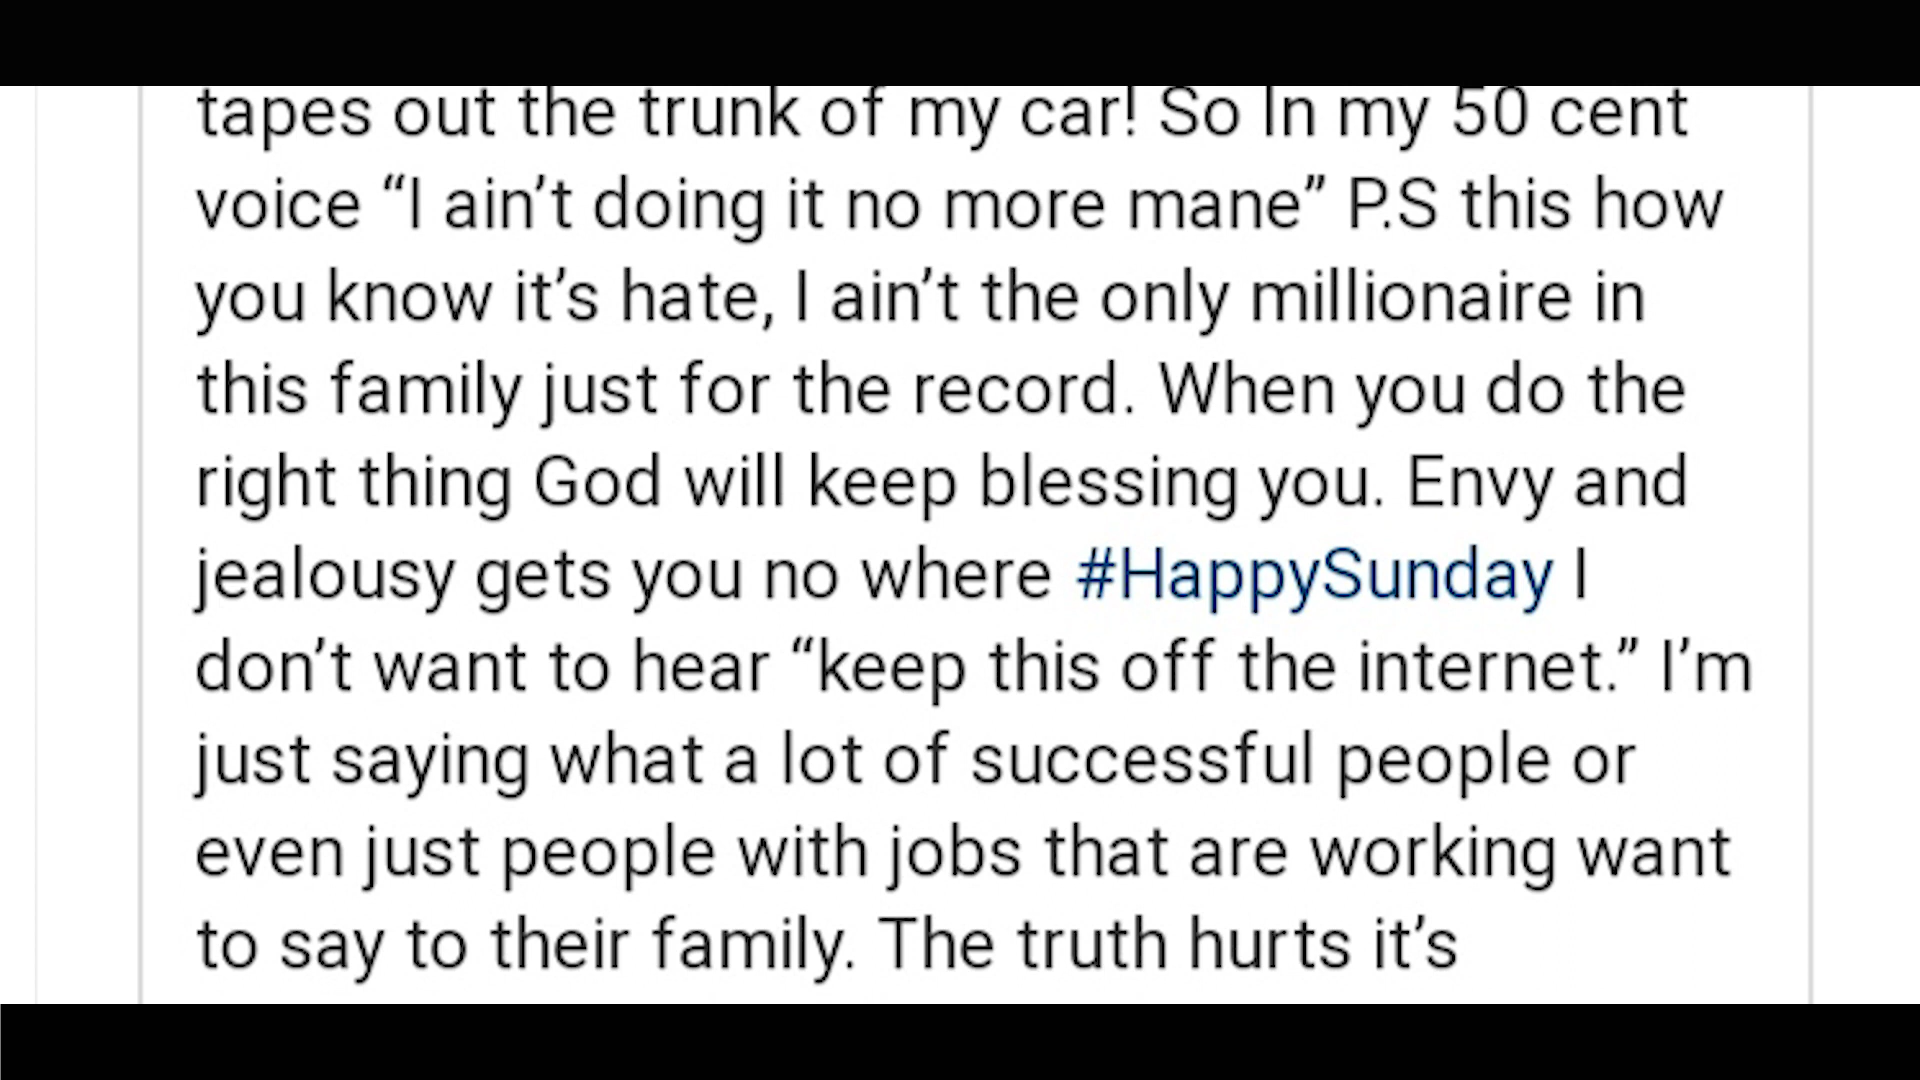 tapes out the trunk of my car! So In my 50 cent
voice “I ain’t doing it no more mane” P.S this how
you know it’s hate, I ain’t the only millionaire in
this family just for the record. When you do the
right thing God will keep blessing you. Envy and
jealousy gets you no where #HappySunday I
don’t want to hear “keep this off the internet.” I’m
just saying what a lot of successful people or
even just people with jobs that are working want
to say to their family. The truth hurts it’s